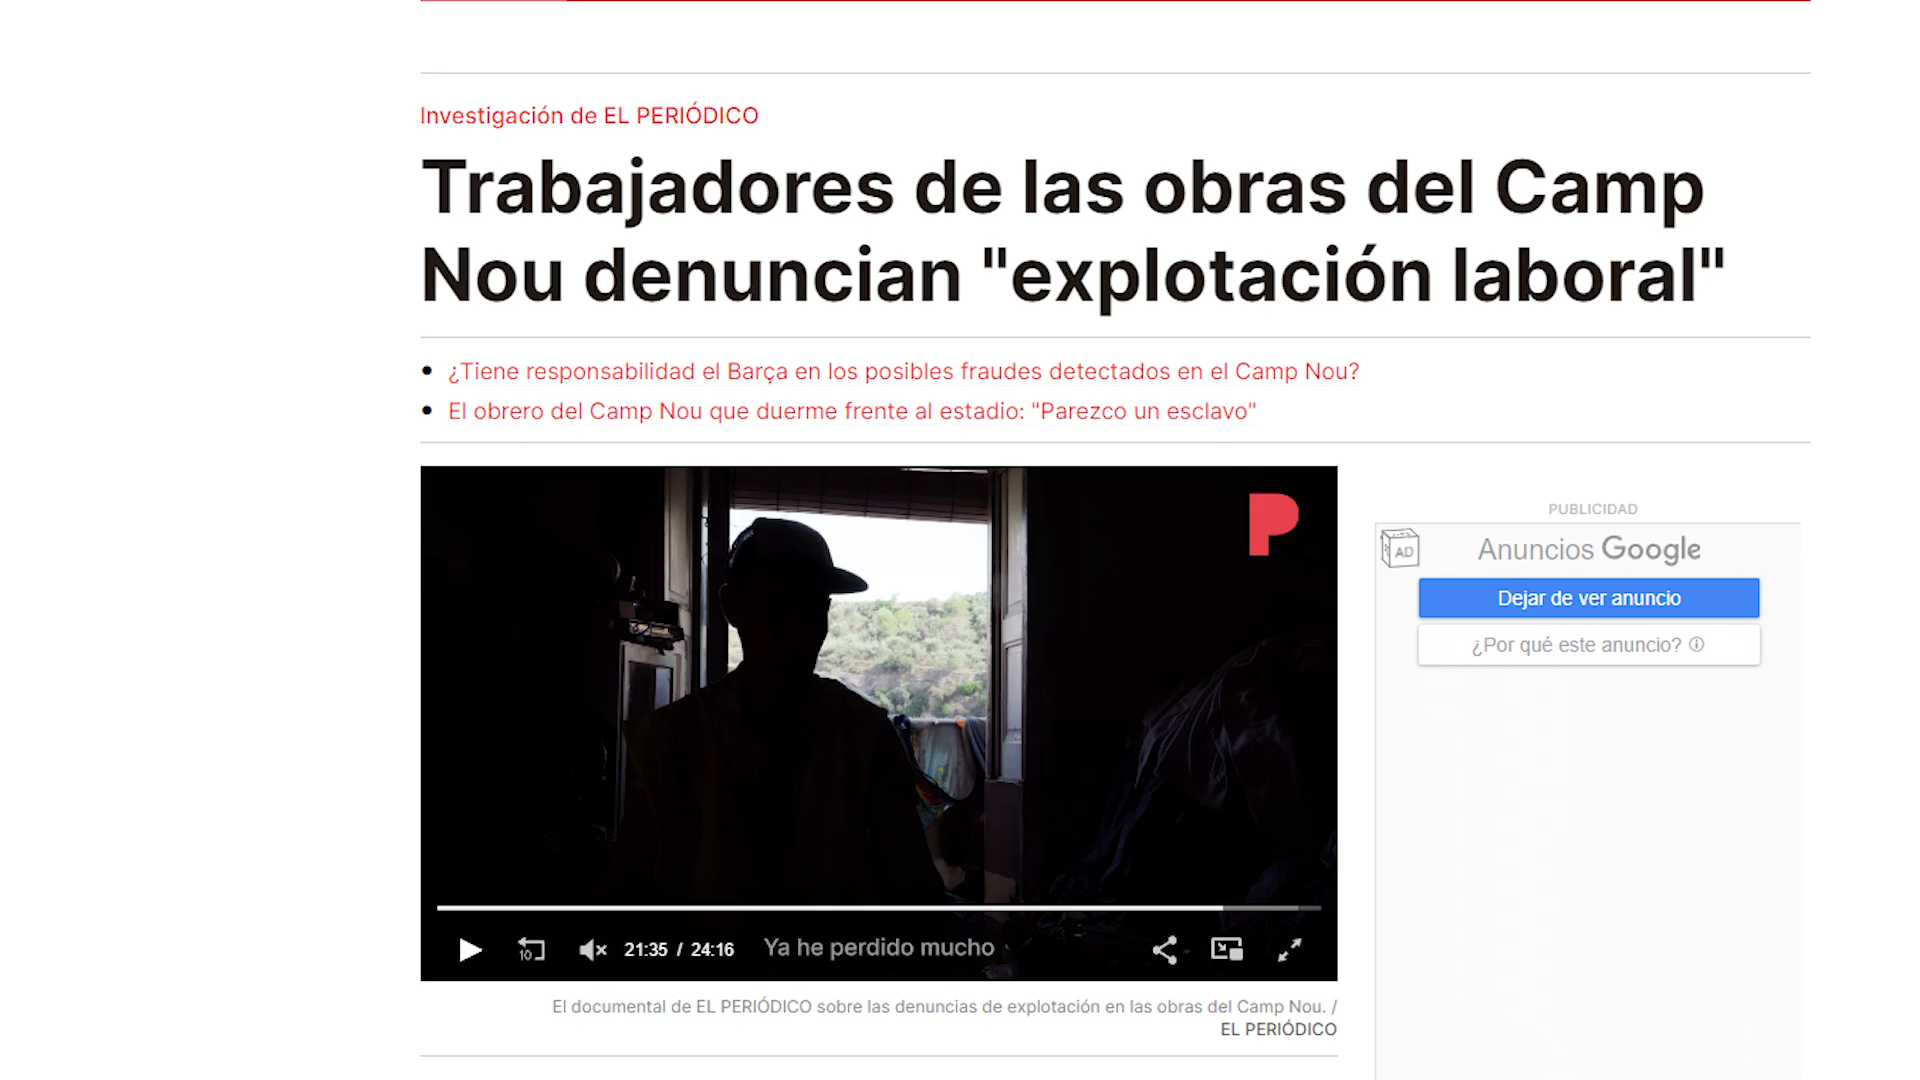 Investigación de EL PERIÓDICO
Trabajadores de las obras del Camp
Nou denuncian "explotación laboral"
¿Tiene responsabilidad el Barça en los posibles fraudes detectados en el Camp Nou?
El obrero del Camp Nou que duerme frente al estadio: "Parezco un esclavo"
P
PUBLICIDAD
AD
Anuncios Google
Dejar de ver anuncio
¿Por qué este anuncio?
10
21:35 / 24:16
Ya he perdido mucho
El documental de EL PERIÓDICO sobre las denuncias de explotación en las obras del Camp Nou. /
EL PERIÓDICO